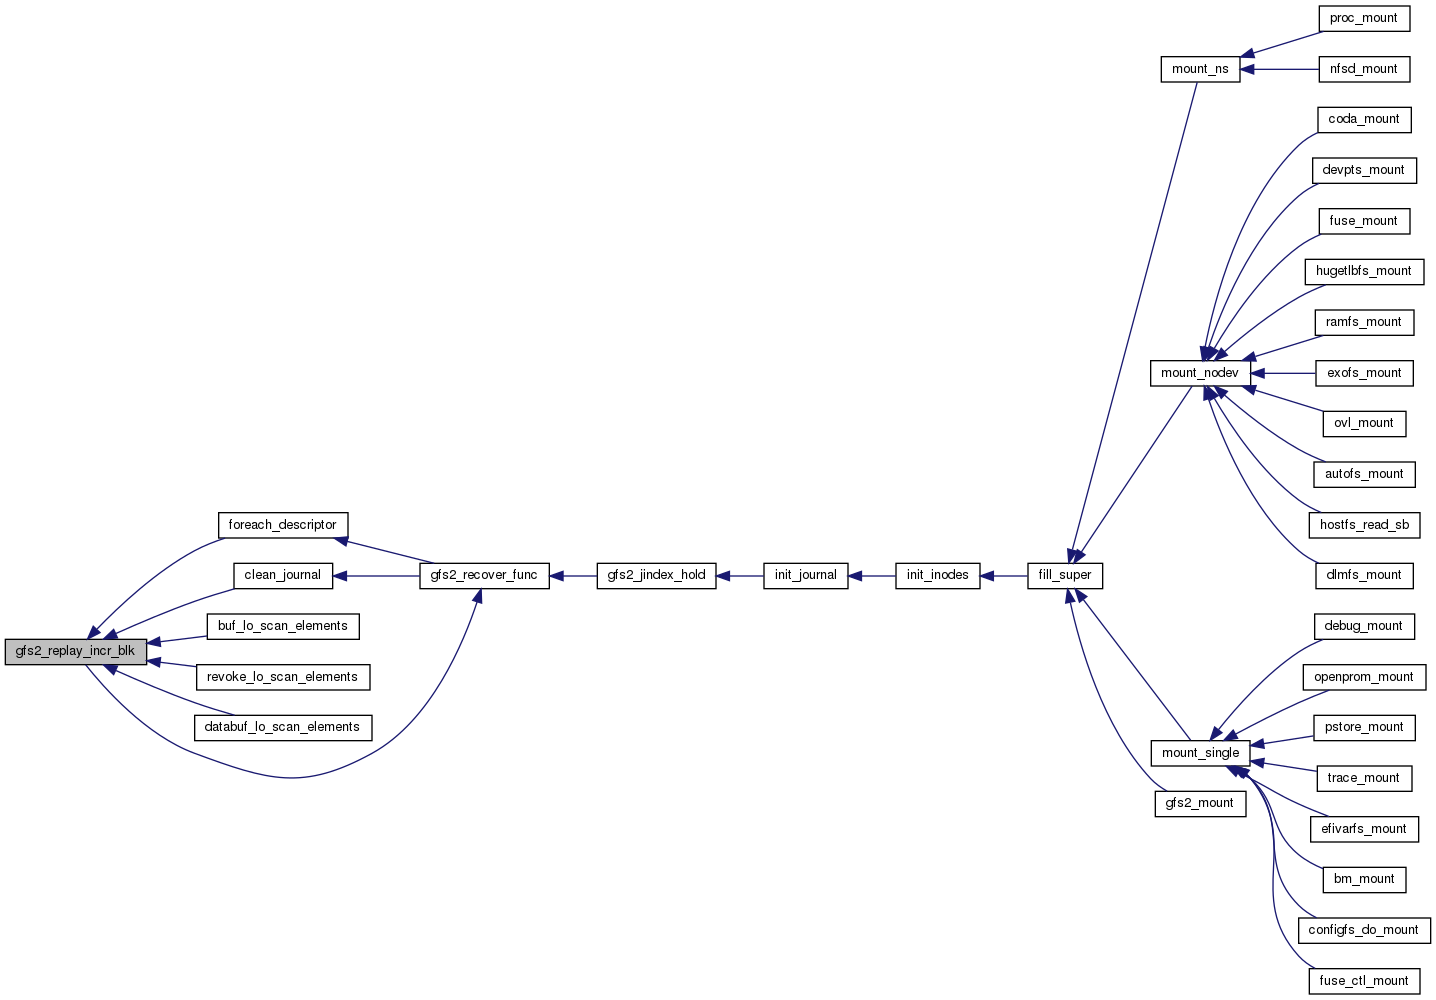 proc_mount
mount_ns
nfsd_mount
coda_mount
devpts_mount
fuse_mount
hugetlbfs_mount
ramfs_mount
mount_nodev
exofs_mount
ovl_mount
autofs_mount
foreach_descriptor
hostfs_read_sb
clean_journal
gfs2_recover_func
gfs2_jindex_hold
init_journal
init_inodes
fill_super
dlmfs_mount
buf_lo_scan_elements
debug_mount
gfs2_replay_incr_blk
revoke_lo_scan_elements
openprom_mount
databuf_lo_scan_elements
pstore_mount
mount_single
trace_mount
gfs2_mount
efivarfs_mount
bm_mount
configfs_do_mount
fuse_ctl_mount